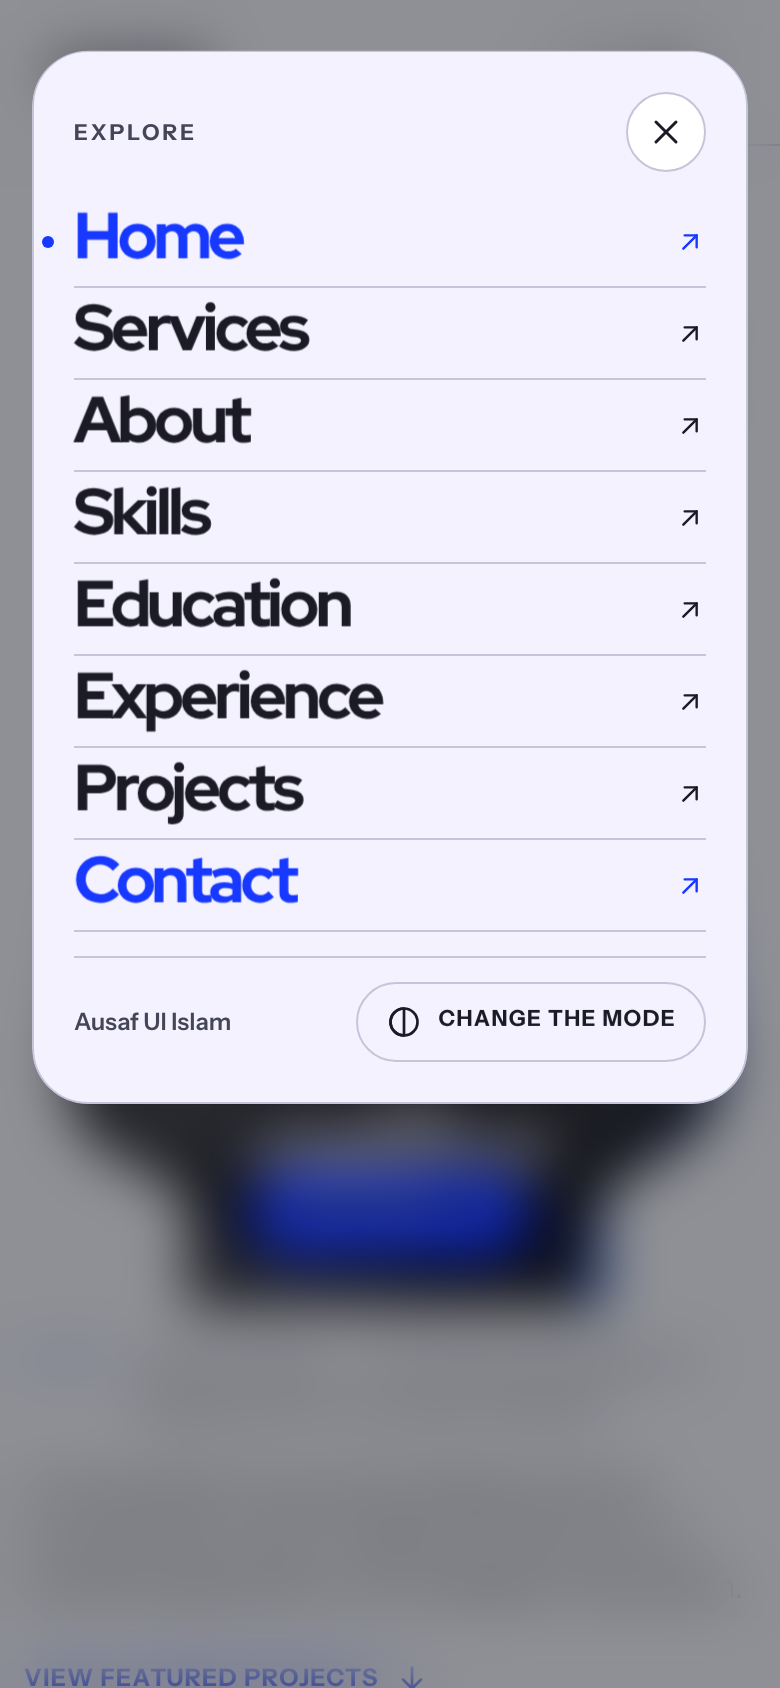 EXPLORE
Home
Services
About
Skills
Education
Experience
Projects
Contact
Ausaf Ul Islam
CHANGE THE MODE
VIEW FEATURED PROJECTS